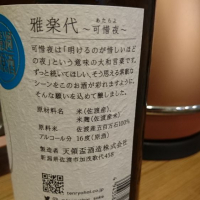 雅楽代
あたらよ
～可惜夜～
可惜夜は「明けるのが惜しいほ
どの夜」という意味の大和言葉です。
ずっと続いてほしい、そう思える素敵な
シーンをこのお酒が彩れますように、
そんな願いを込めて醸しました。
原材料名 米(佐渡産)、
米麹(佐渡産米)
佐渡産五百万石100%
アルコール分 16度(原酒)
製造者 天領盃酒造株式会社
新潟県佐渡市加茂歌代458